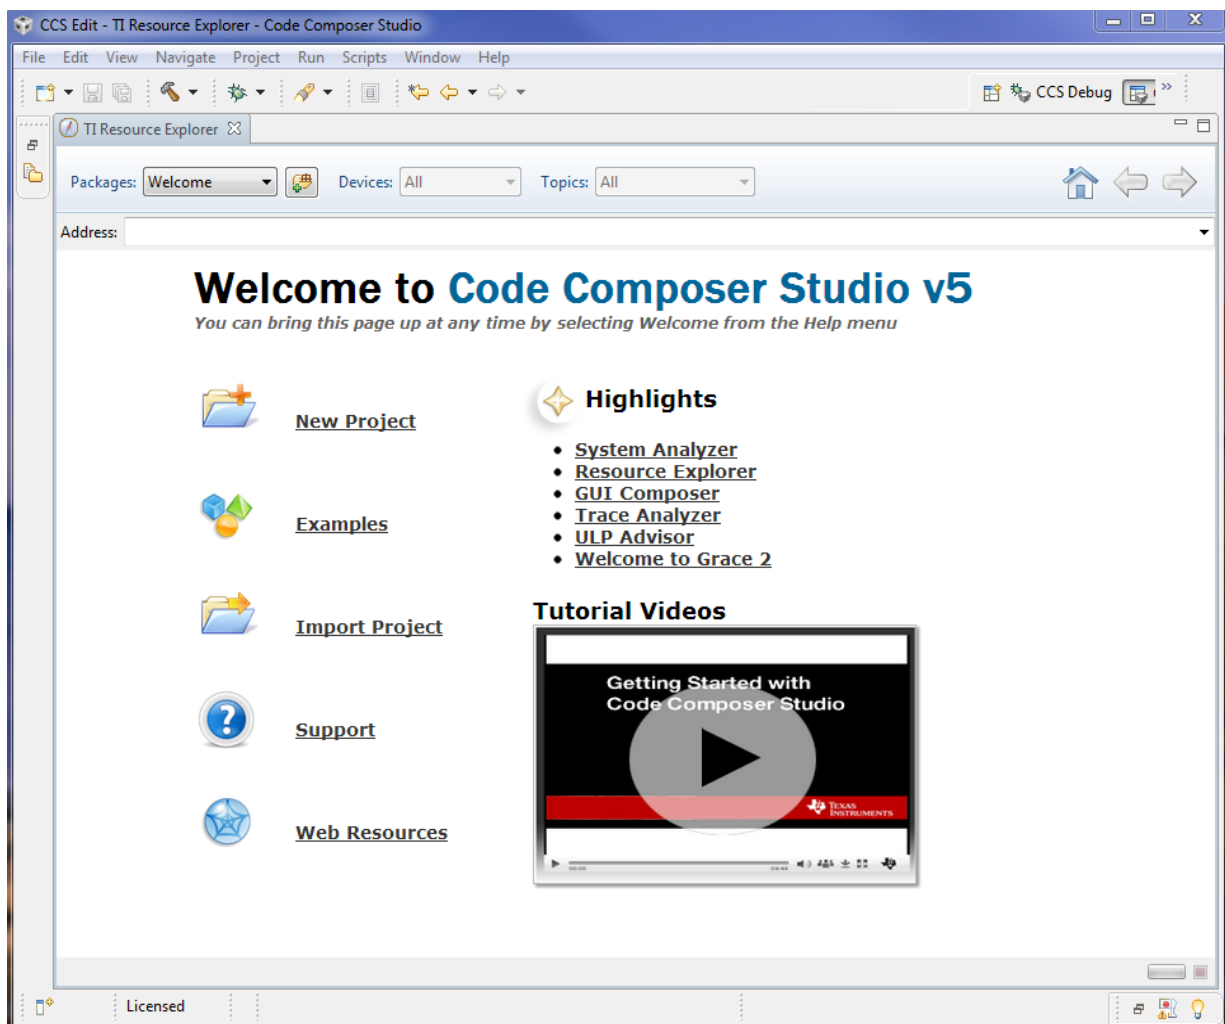 CCS Edit - TI Resource Explorer - Code Composer Studio
File Edit View Navigate Project Run Scripts Window Help
CCS Debug
TI Resource Explorer
Packages: Welcome Devices: All Topics: All
Address:
Welcome to Code Composer Studio v5
You can bring this page up at any time by selecting Welcome from the Help menu
New Project
Examples
Import Project
Support
Web Resources
Highlights
• System Analyzer
• Resource Explorer
• GUI Composer
• Trace Analyzer
• ULP Advisor
• Welcome to Grace 2
Tutorial Videos
Getting Started with
Code Composer Studio
TEXAS
INSTRUMENTS
Licensed